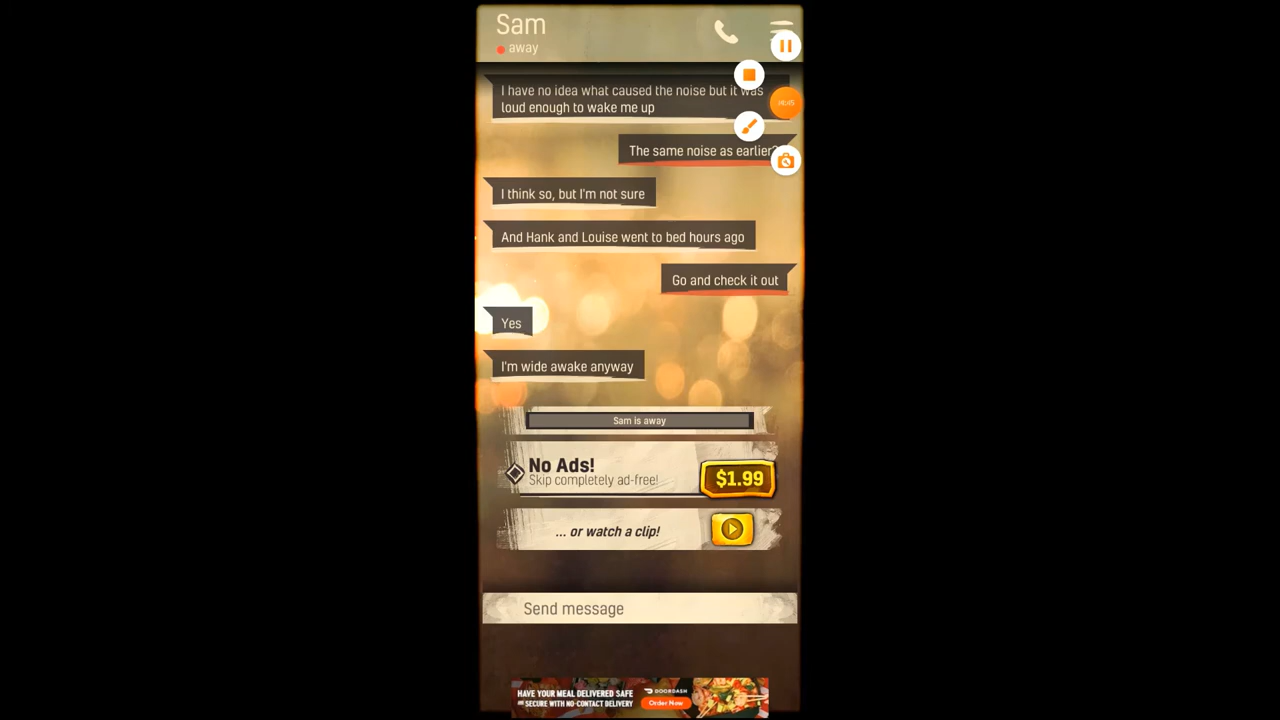 Sam
away
I have no idea what caused the noise but it was
loud enough to wake me up
The same noise as earlier?
I think so, but I'm not sure
And Hank and Louise went to bed hours ago
Go and check it out
Yes
I'm wide awake anyway
Sam is away
No Ads!
Skip completely ad-free!
$1.99
... or watch a clip!
Send message
HAVE YOUR MEAL DELIVERED SAFE
SECURE WITH NO-CONTACT DELIVERY
DOORDASH
Order Now